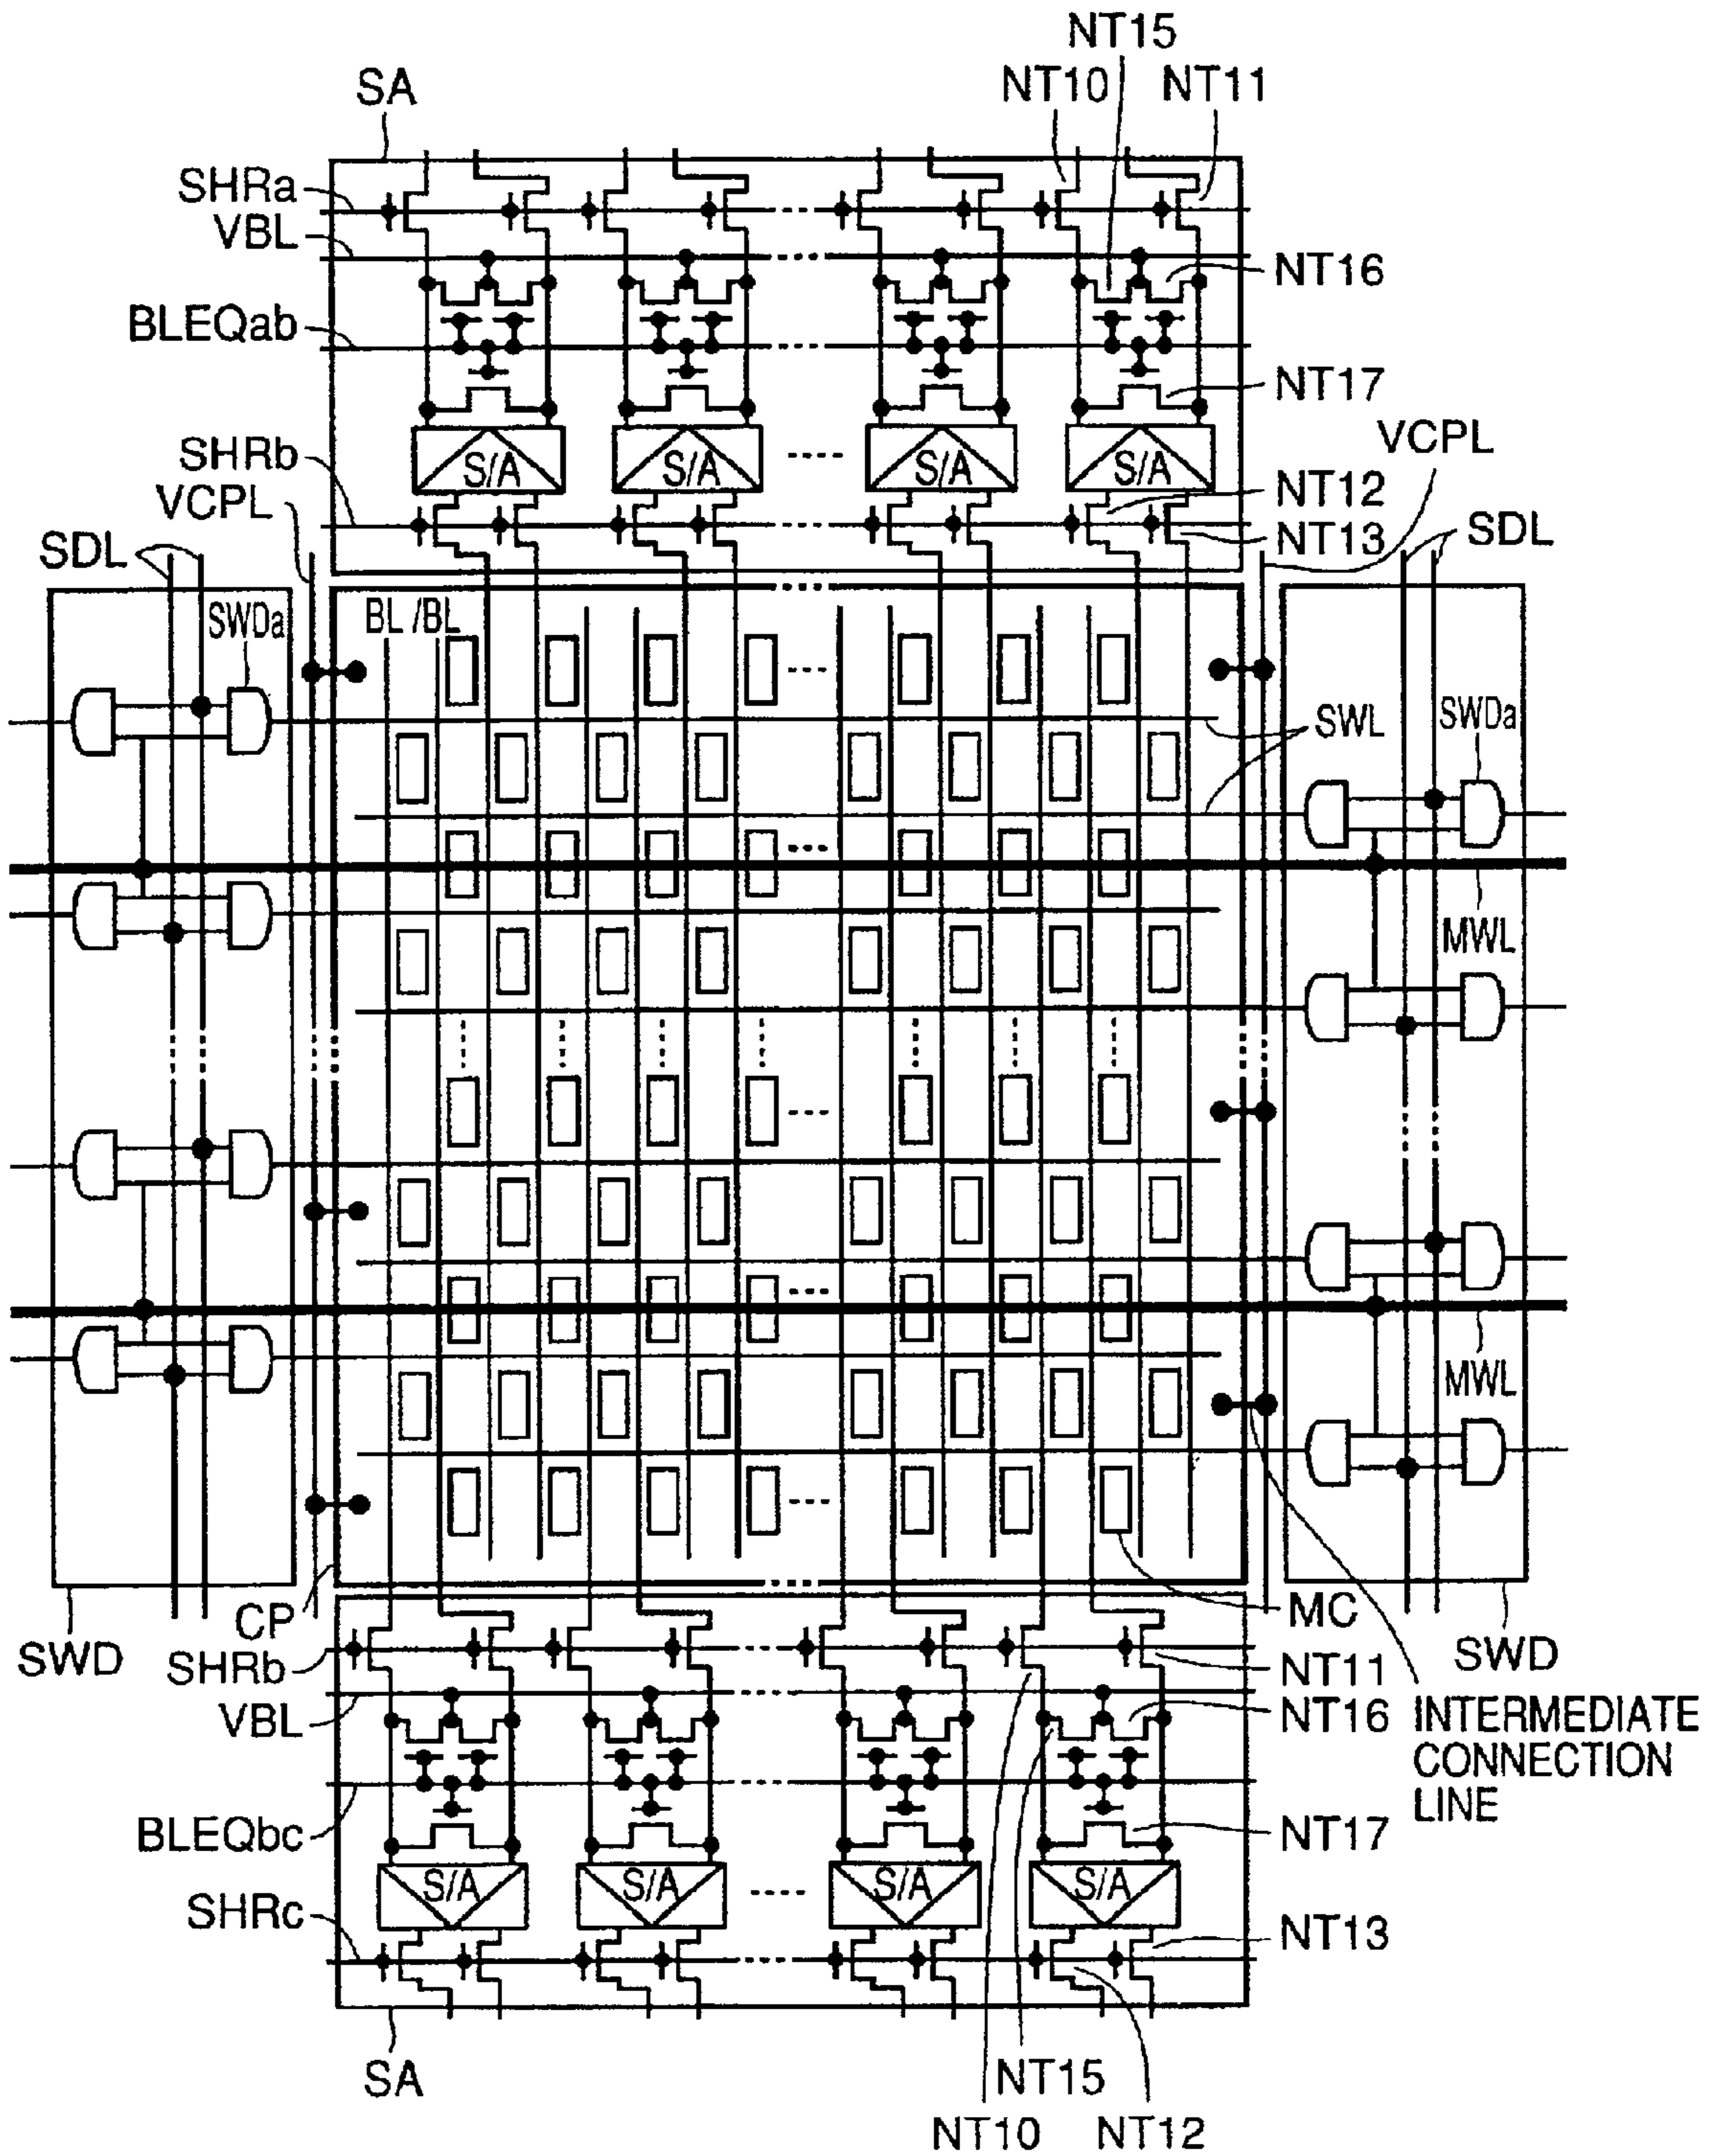 NT15
SA
NT10
NT11
SHRa
VBL
NT16
BLEQab
NT17
SHRb
VCPL
S/A
S/A
S/A
S/A
VCPL
NT12
SDL
NT13
SDL
SWDa
BL /BL
SWL
SWDa
MWL
MWL
CP
MC
SWD
SHRb
NT11
SWD
VBL
NT16
INTERMEDIATE
CONNECTION
LINE
BLEQbc
NT17
S/A
S/A
S/A
S/A
SHRc
NT13
SA
NT15
NT10
NT12